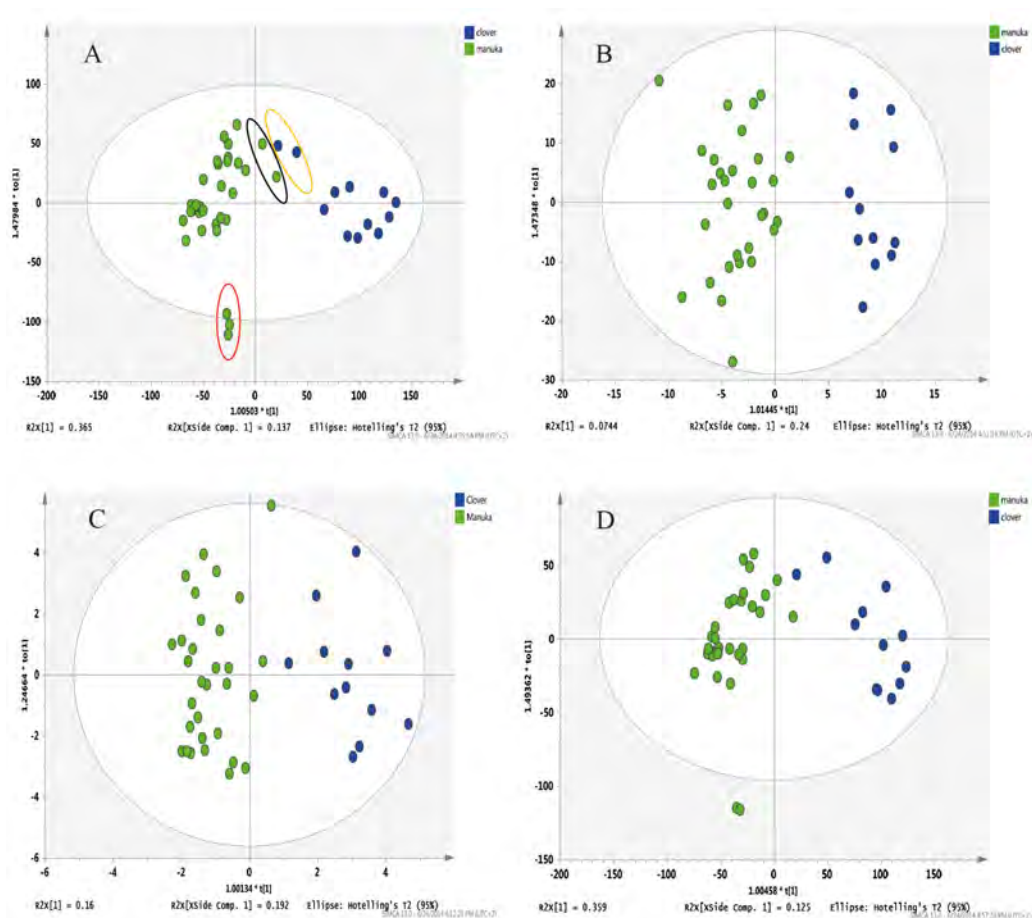 A
clover
manuka
100
50
0
-50
-100
-150
1.47984 * to[1]
-200 -150 -100 -50 0 50 100 150 200
1.00503 * t[1]
R2X[1] = 0.365 R2X[XSide Comp. 1] = 0.137 Ellipse: Hotelling's T2 (95%)
B
manuka
clover
20
10
0
-10
-20
-30
1.47348 * to[1]
-20 -15 -10 -5 0 5 10 15 20
1.01445 * t[1]
R2X[1] = 0.0744 R2X[XSide Comp. 1] = 0.24 Ellipse: Hotelling's T2 (95%)
C
Clover
Manuka
4
2
0
-2
-4
-6
1.24664 * to[1]
-6 -4 -2 0 2 4 6
1.00134 * t[1]
R2X[1] = 0.16 R2X[XSide Comp. 1] = 0.192 Ellipse: Hotelling's T2 (95%)
D
manuka
clover
50
0
-50
-100
-150
1.49362 * to[1]
-200 -150 -100 -50 0 50 100 150 200
1.00458 * t[1]
R2X[1] = 0.359 R2X[XSide Comp. 1] = 0.125 Ellipse: Hotelling's T2 (95%)